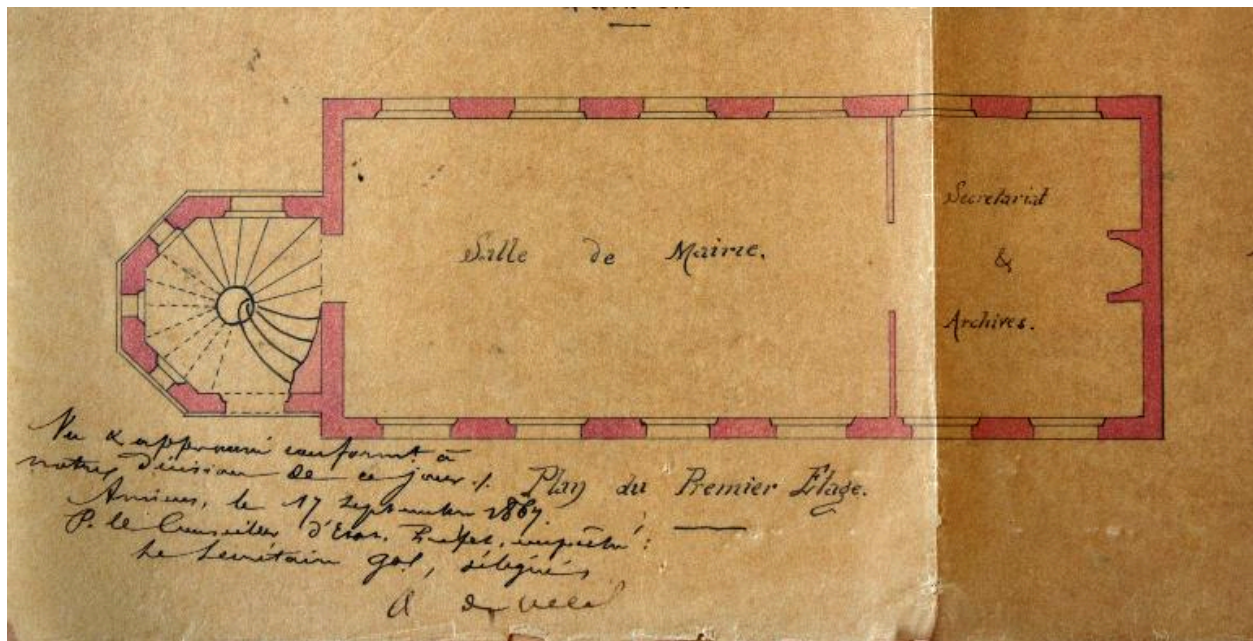 Salle de Mairie.
Secretariat
&
Archives.
Plan du Premier Etage.
Vu & approuvé conformt à
notre décision de ce jour ./.
Amiens, le 17 Septembre 1867.
P. le Conseiller d'Etat, Préfet, empêché :
Le Secrétaire Gal, délégué,